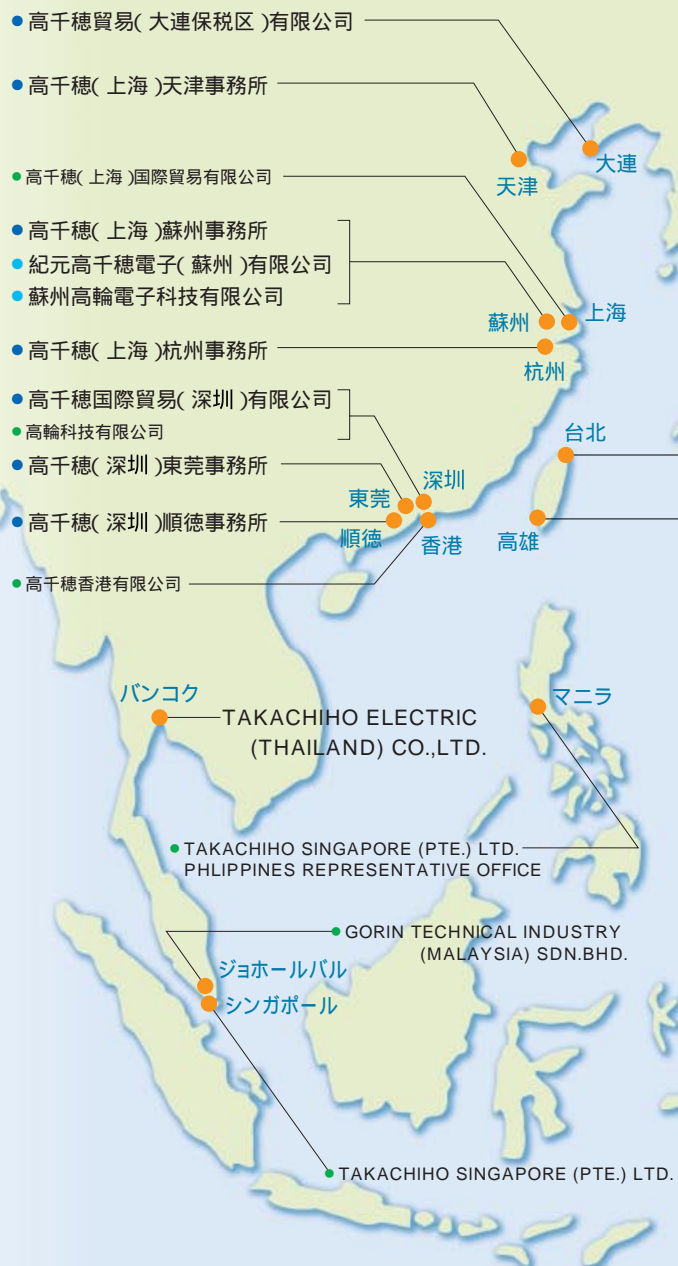 ● 高千穂貿易( 大連保税区 )有限公司
● 高千穂( 上海 )天津事務所
大連
天津
● 高千穂( 上海 )国際貿易有限公司
● 高千穂( 上海 )蘇州事務所
● 紀元高千穂電子( 蘇州 )有限公司
● 蘇州高輪電子科技有限公司
蘇州
上海
● 高千穂( 上海 )杭州事務所
杭州
● 高千穂国際貿易( 深圳 )有限公司
● 高輪科技有限公司
台北
● 高千穂( 深圳 )東莞事務所
深圳
東莞
● 高千穂( 深圳 )順徳事務所
順徳
香港
高雄
● 高千穂香港有限公司
バンコク
マニラ
TAKACHIHO ELECTRIC
(THAILAND) CO.,LTD.
● TAKACHIHO SINGAPORE (PTE.) LTD.
PHLIPPINES REPRESENTATIVE OFFICE
● GORIN TECHNICAL INDUSTRY
(MALAYSIA) SDN.BHD.
ジョホールバル
シンガポール
● TAKACHIHO SINGAPORE (PTE.) LTD.